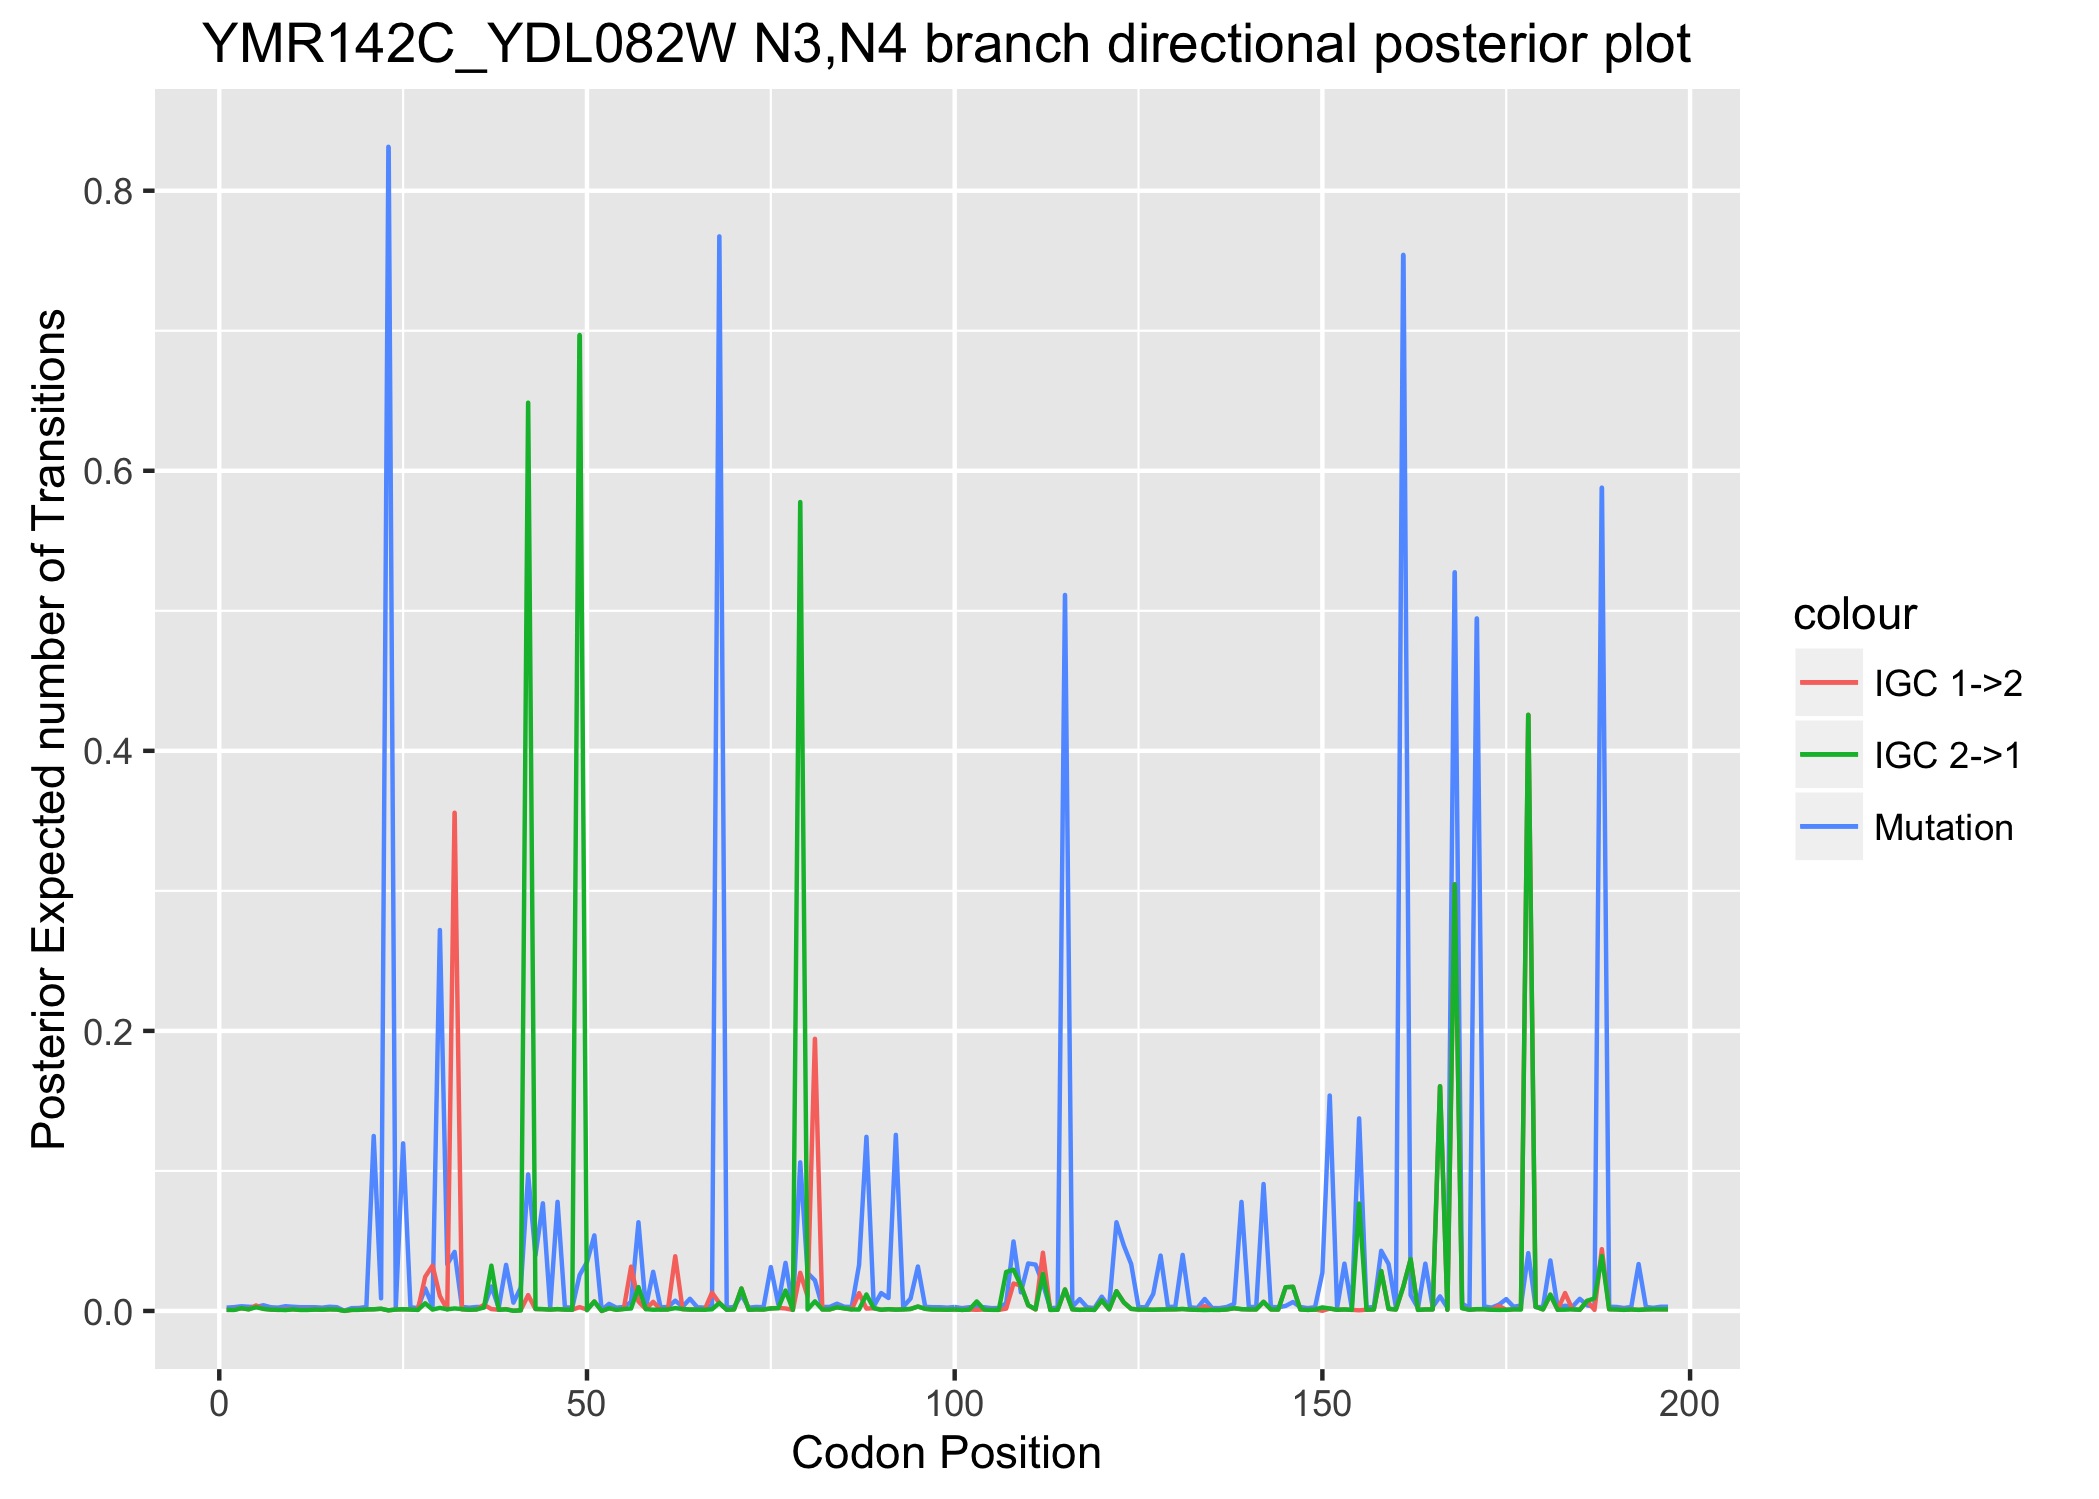 YMR142C_YDL082W N3,N4 branch directional posterior plot
Posterior Expected number of Transitions
0.8
0.6
0.4
0.2
0.0
0 50 100 150 200
Codon Position
colour
IGC 1->2
IGC 2->1
Mutation